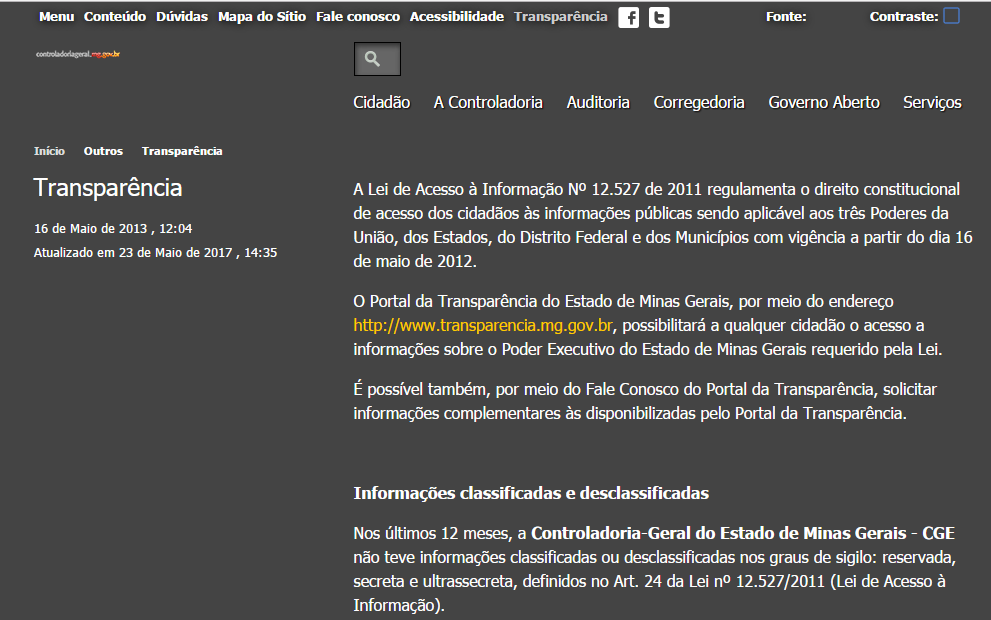 Menu Conteúdo Dúvidas Mapa do Sítio Fale conosco Acessibilidade Transparência Fonte: Contraste:
controladoriageral.mg.gov.br
Cidadão A Controladoria Auditoria Corregedoria Governo Aberto Serviços
Início Outros Transparência
Transparência
16 de Maio de 2013 , 12:04
Atualizado em 23 de Maio de 2017 , 14:35
A Lei de Acesso à Informação Nº 12.527 de 2011 regulamenta o direito constitucional
de acesso dos cidadãos às informações públicas sendo aplicável aos três Poderes da
União, dos Estados, do Distrito Federal e dos Municípios com vigência a partir do dia 16
de maio de 2012.
O Portal da Transparência do Estado de Minas Gerais, por meio do endereço
http://www.transparencia.mg.gov.br, possibilitará a qualquer cidadão o acesso a
informações sobre o Poder Executivo do Estado de Minas Gerais requerido pela Lei.
É possível também, por meio do Fale Conosco do Portal da Transparência, solicitar
informações complementares às disponibilizadas pelo Portal da Transparência.
Informações classificadas e desclassificadas
Nos últimos 12 meses, a Controladoria-Geral do Estado de Minas Gerais - CGE
não teve informações classificadas ou desclassificadas nos graus de sigilo: reservada,
secreta e ultrassecreta, definidos no Art. 24 da Lei nº 12.527/2011 (Lei de Acesso à
Informação).